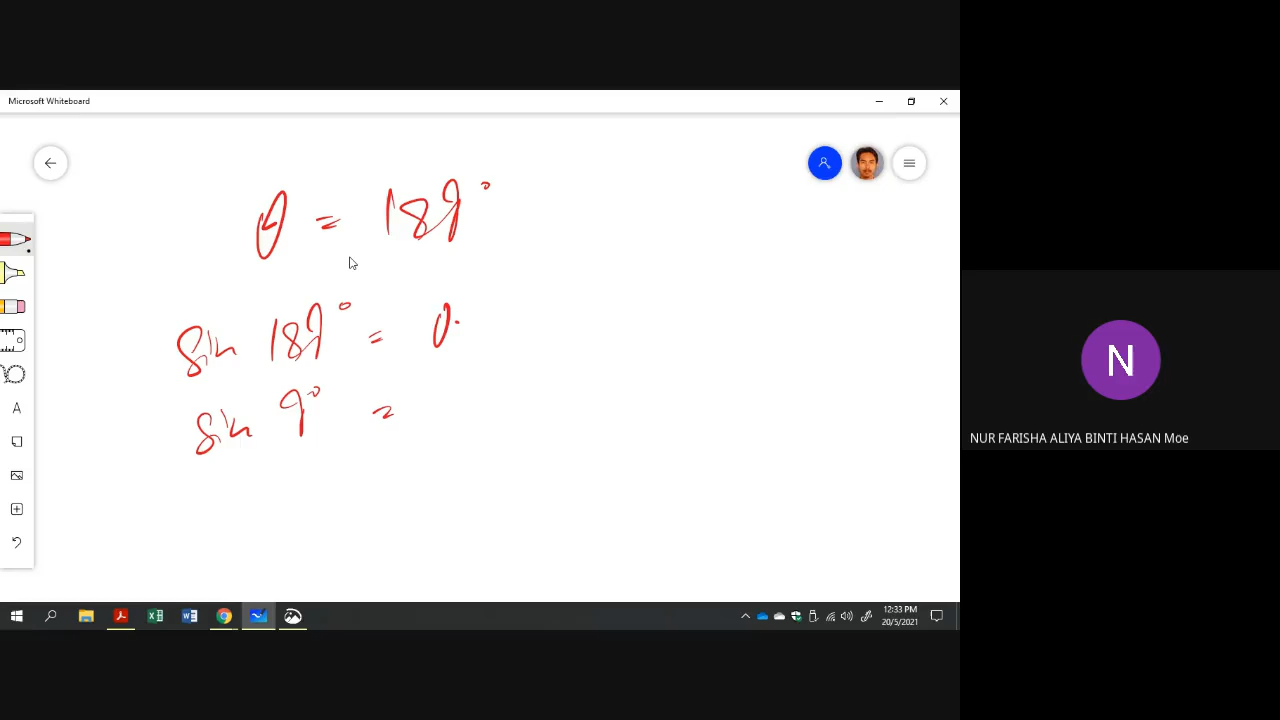 Microsoft Whiteboard
θ = 189°
sin 189° = 0.
sin 9° =
A
N
NUR FARISHA ALIYA BINTI HASAN Moe
12:33 PM
20/5/2021